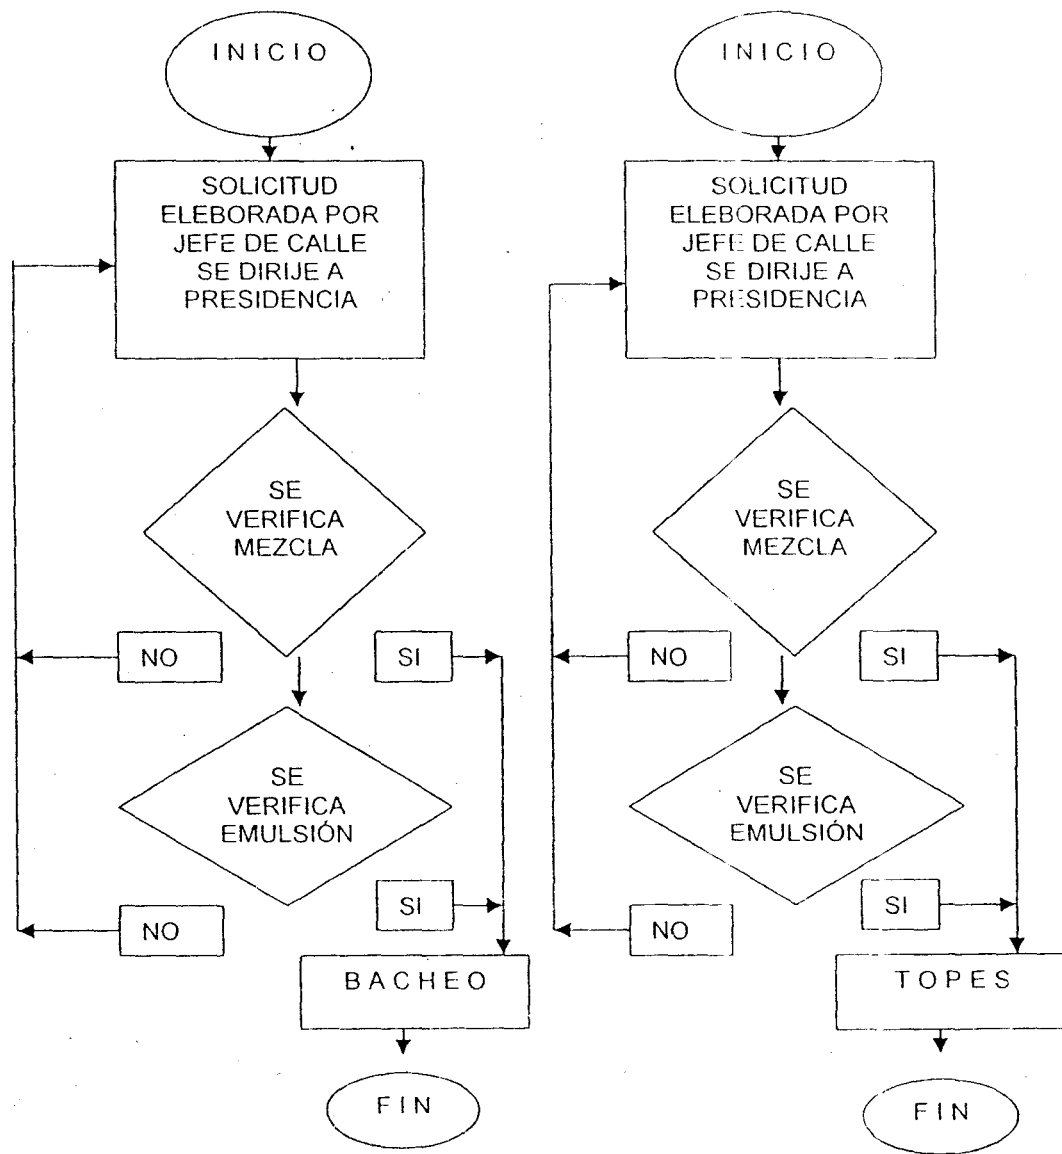 INICIO
SOLICITUD
ELEBORADA POR
JEFE DE CALLE
SE DIRIJE A
PRESIDENCIA
SE
VERIFICA
MEZCLA
NO
SI
SE
VERIFICA
EMULSIÓN
SI
NO
BACHEO
FIN
INICIO
SOLICITUD
ELEBORADA POR
JEFE DE CALLE
SE DIRIJE A
PRESIDENCIA
SE
VERIFICA
MEZCLA
NO
SI
SE
VERIFICA
EMULSIÓN
SI
NO
TOPES
FIN